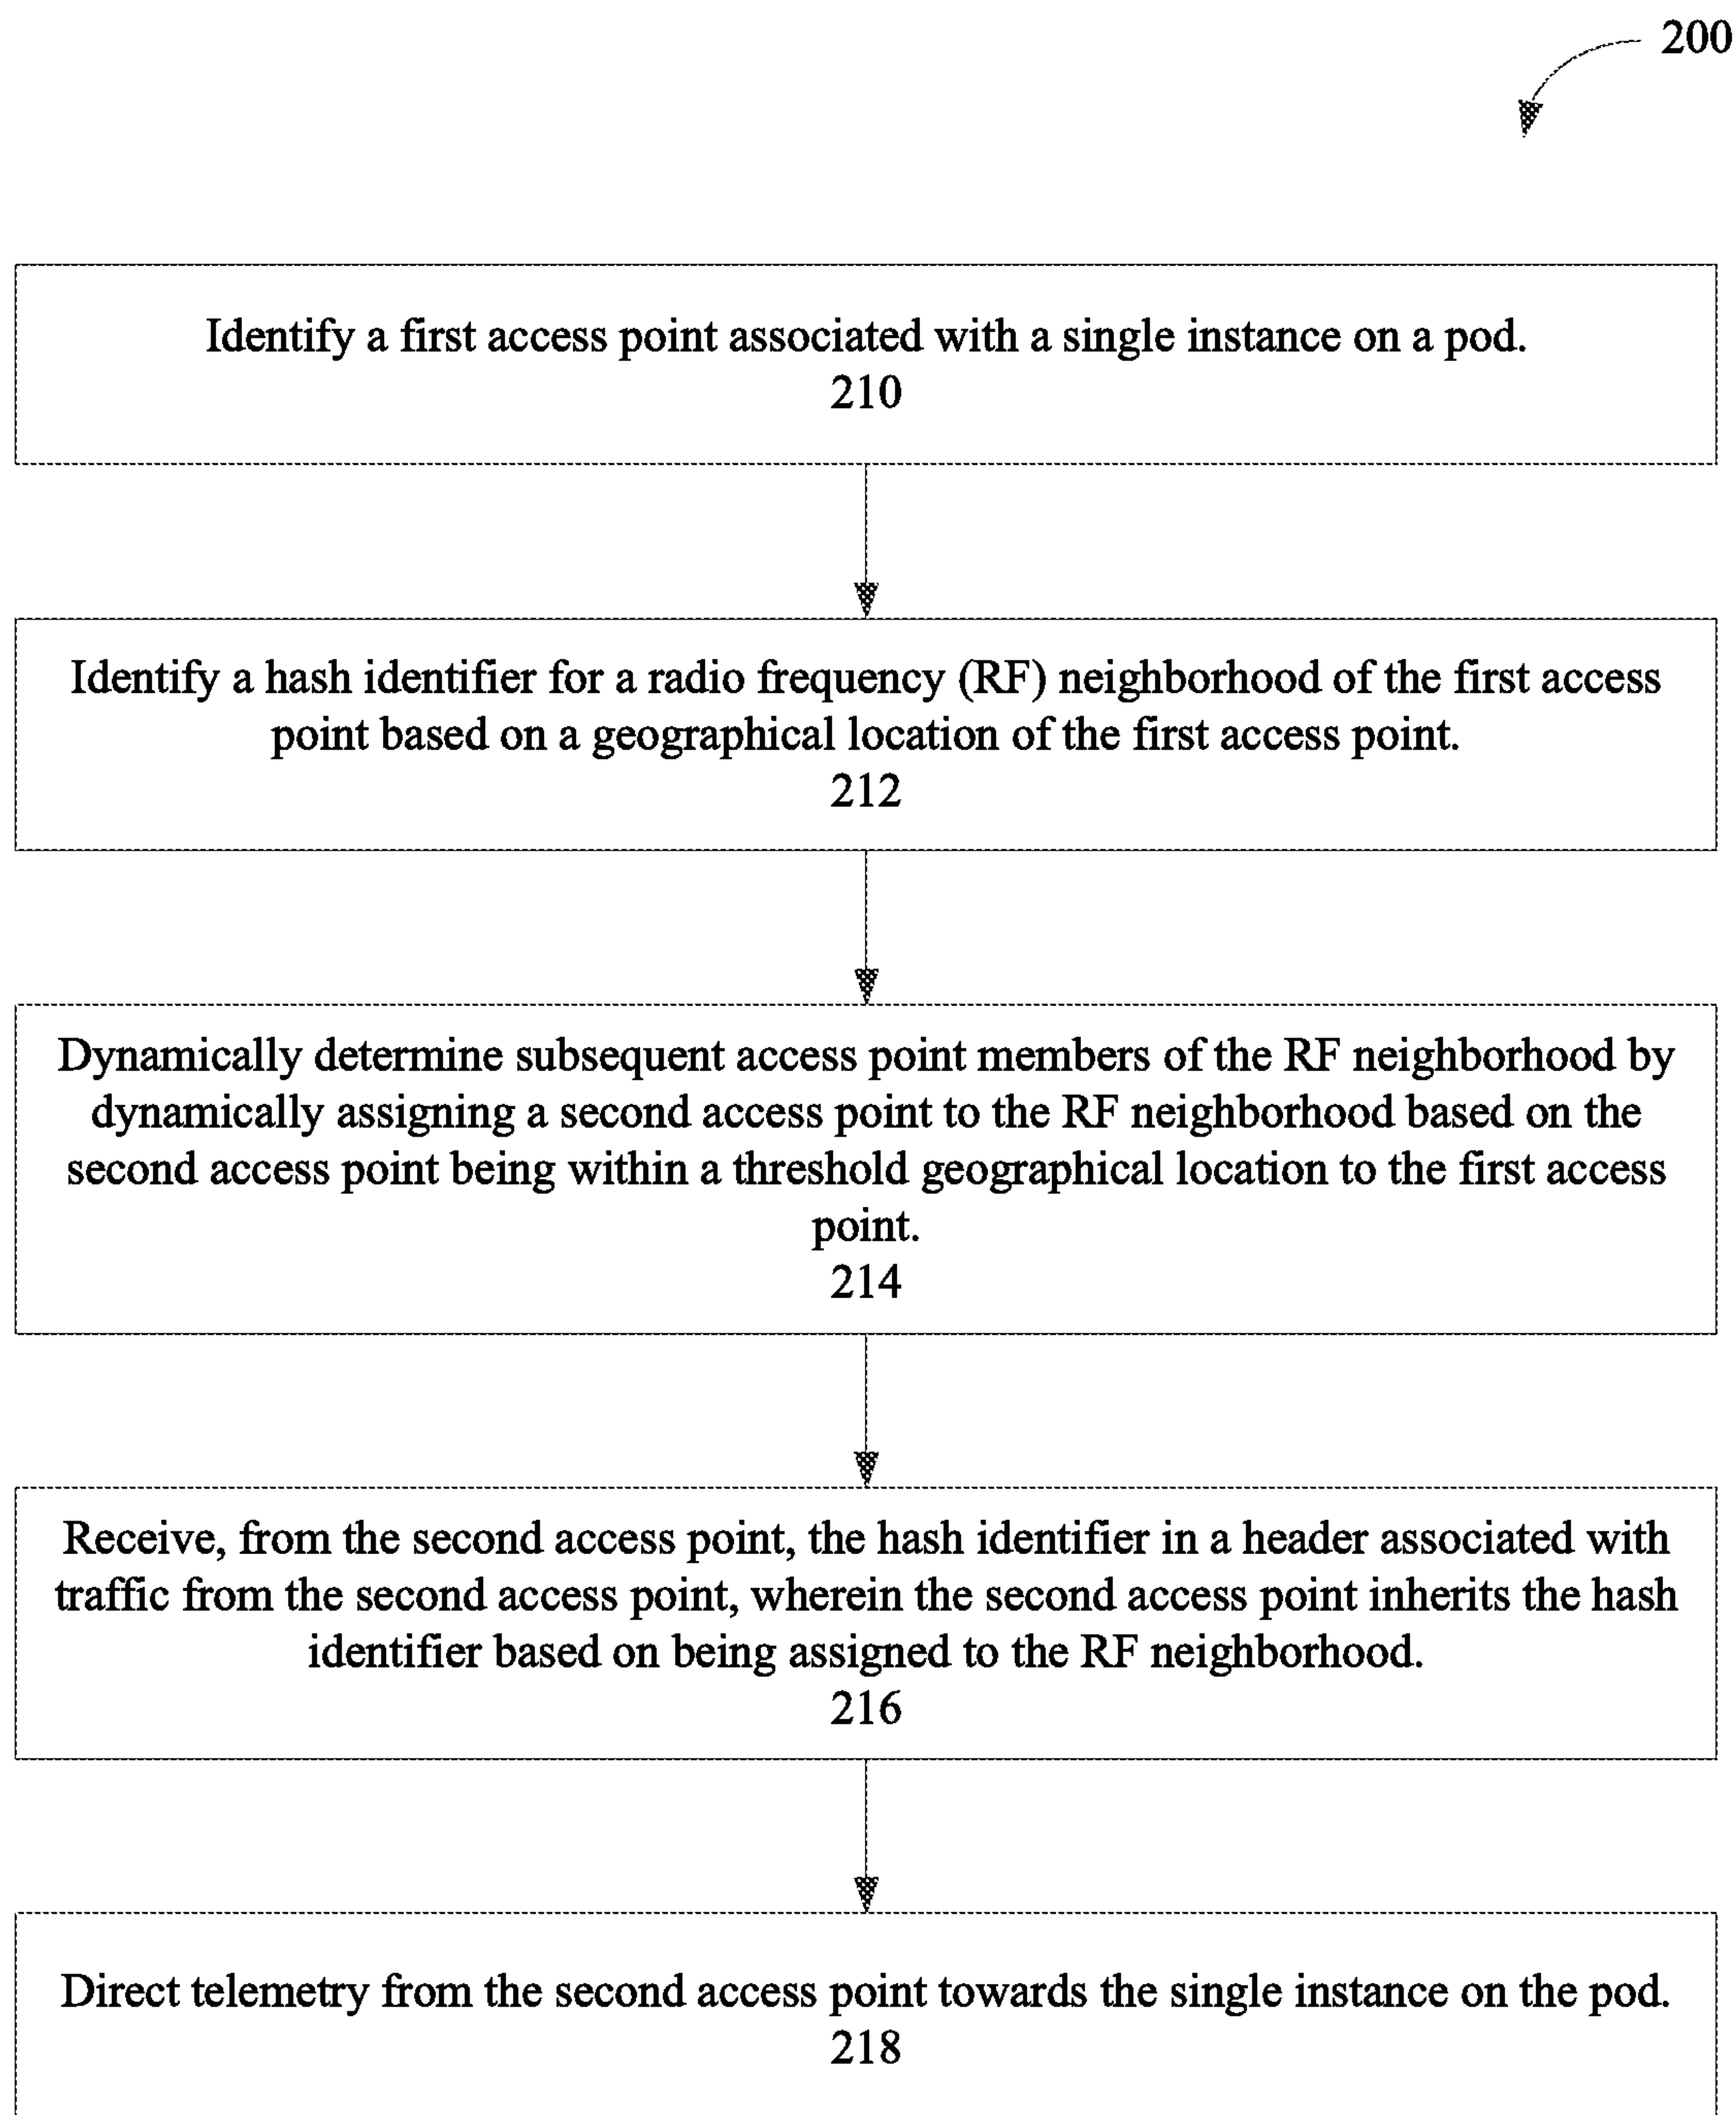 200
Identify a first access point associated with a single instance on a pod.
210
Identify a hash identifier for a radio frequency (RF) neighborhood of the first access
point based on a geographical location of the first access point.
212
Dynamically determine subsequent access point members of the RF neighborhood by
dynamically assigning a second access point to the RF neighborhood based on the
second access point being within a threshold geographical location to the first access
point.
214
Receive, from the second access point, the hash identifier in a header associated with
traffic from the second access point, wherein the second access point inherits the hash
identifier based on being assigned to the RF neighborhood.
216
Direct telemetry from the second access point towards the single instance on the pod.
218